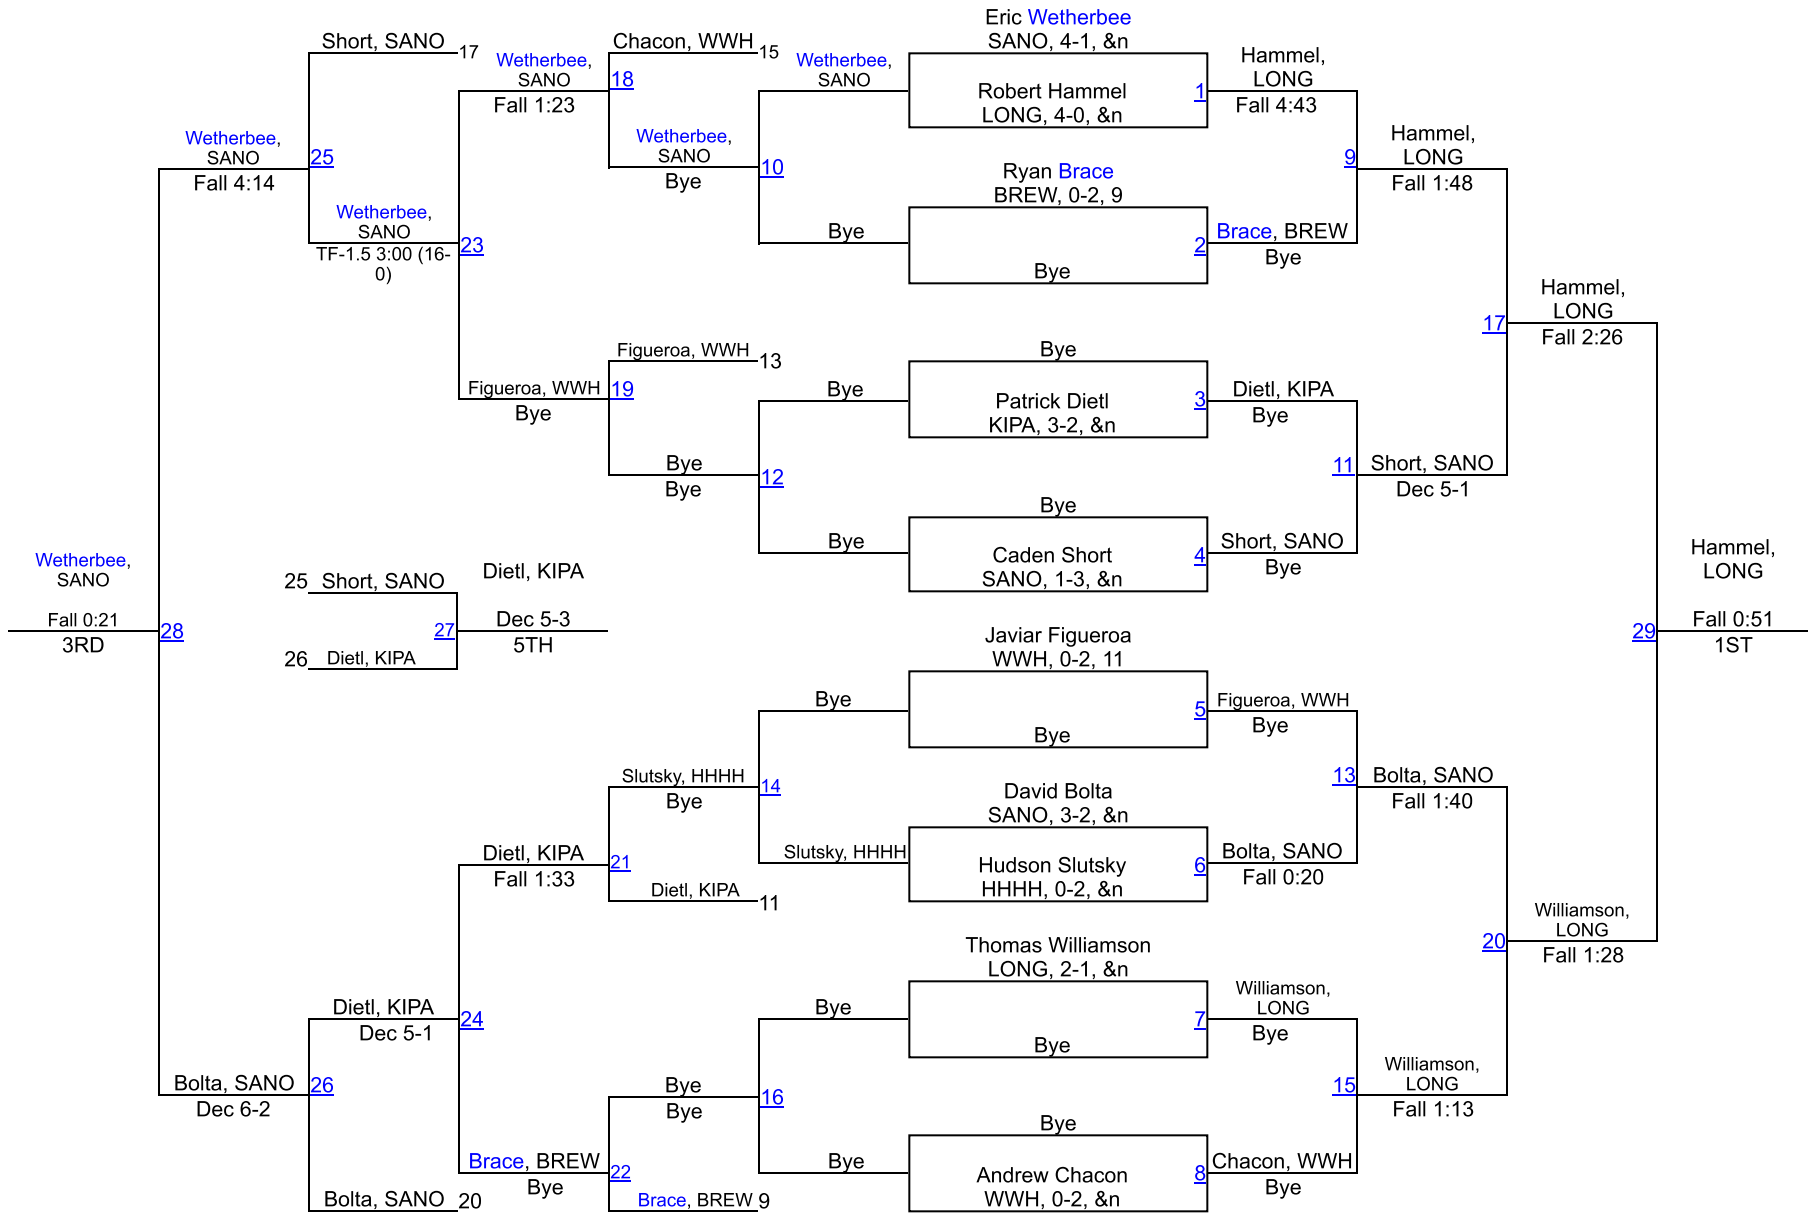 Eric Wetherbee
SANO, 4-1, &n
Short, SANO
17
Chacon, WWH
15
Wetherbee,
SANO
18
Fall 1:23
Wetherbee,
SANO
Robert Hammel
LONG, 4-0, &n
1
Hammel,
LONG
Fall 4:43
Wetherbee,
SANO
25
Fall 4:14
Wetherbee,
SANO
10
Bye
Ryan Brace
BREW, 0-2, 9
9
Hammel,
LONG
Fall 1:48
Wetherbee,
SANO
23
TF-1.5 3:00 (16-
0)
Bye
2
Brace, BREW
Bye
Bye
Hammel,
LONG
17
Fall 2:26
Figueroa, WWH
13
Bye
Figueroa, WWH
19
Bye
Bye
Patrick Dietl
KIPA, 3-2, &n
3
Dietl, KIPA
Bye
Bye
12
Bye
11
Short, SANO
Dec 5-1
Bye
Bye
Caden Short
SANO, 1-3, &n
4
Short, SANO
Bye
Wetherbee,
SANO
Fall 0:21
28
3RD
25
Short, SANO
Dietl, KIPA
27
Dec 5-3
5TH
26
Dietl, KIPA
Hammel,
LONG
29
Fall 0:51
1ST
Javiar Figueroa
WWH, 0-2, 11
Bye
5
Figueroa, WWH
Bye
Bye
Slutsky, HHHH
14
Bye
David Bolta
SANO, 3-2, &n
13
Bolta, SANO
Fall 1:40
Dietl, KIPA
21
Fall 1:33
Slutsky, HHHH
Hudson Slutsky
HHHH, 0-2, &n
6
Bolta, SANO
Fall 0:20
Dietl, KIPA
11
Williamson,
LONG
20
Fall 1:28
Thomas Williamson
LONG, 2-1, &n
Dietl, KIPA
24
Dec 5-1
Bye
7
Williamson,
LONG
Bye
Bye
Bolta, SANO
26
Dec 6-2
Bye
16
Bye
15
Williamson,
LONG
Fall 1:13
Bye
Brace, BREW
22
Bye
Bye
Andrew Chacon
WWH, 0-2, &n
8
Chacon, WWH
Bye
Bolta, SANO
20
Brace, BREW
9